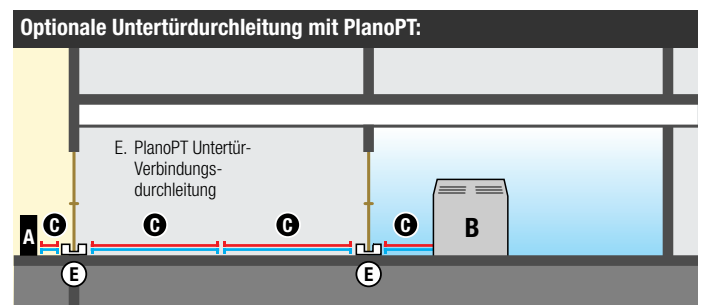 Optionale Untertürdurchleitung mit PlanoPT:
E. PlanoPT Untertür-
Verbindungs-
durchleitung
A
C
C
C
C
B
E
E